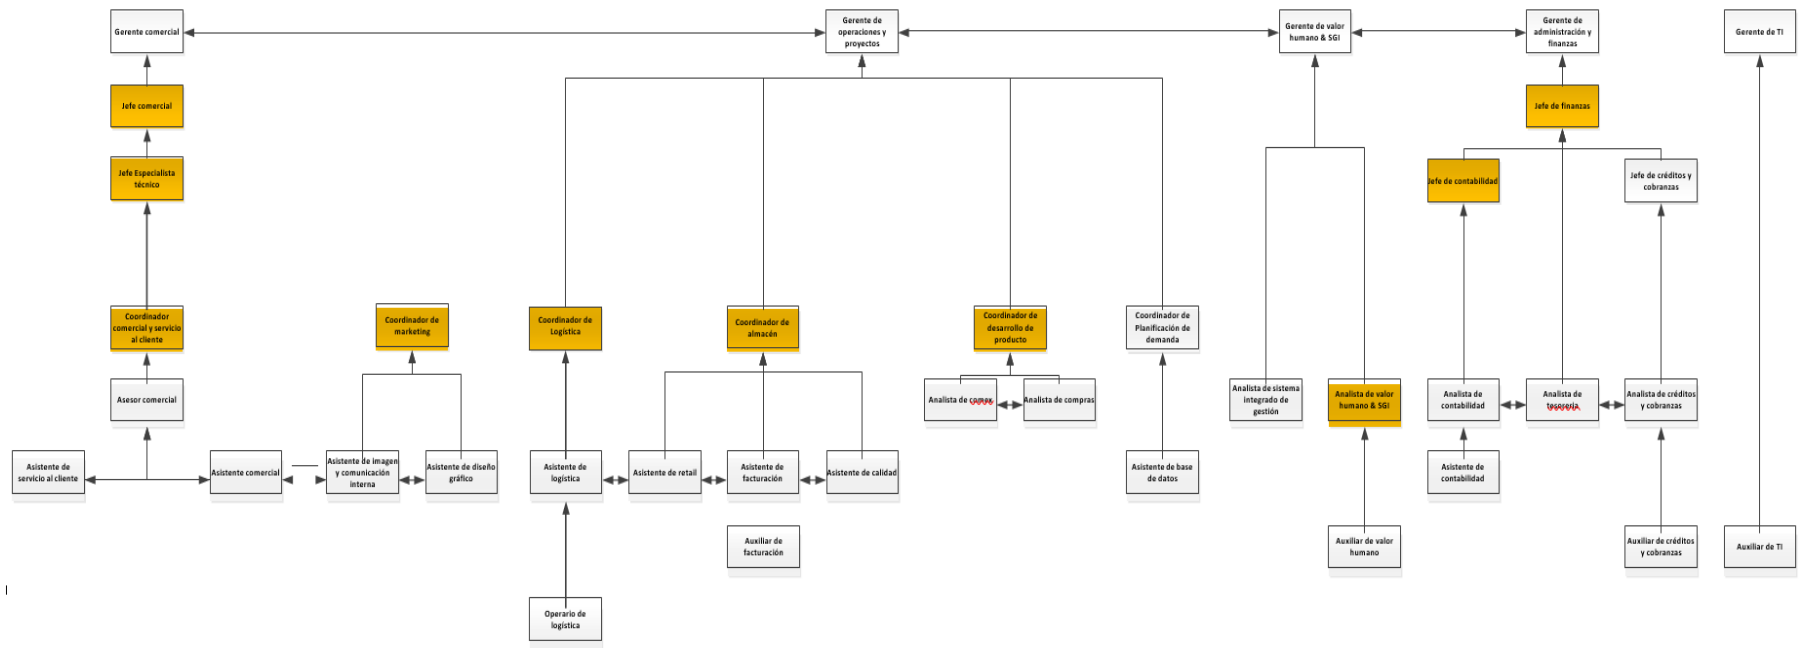 Gerente comercial
Gerente de
operaciones y
proyectos
Gerente de valor
humano & SGI
Gerente de
administración y
finanzas
Gerente de TI
Jefe comercial
Jefe de finanzas
Jefe Especialista
técnico
Jefe de contabilidad
Jefe de créditos y
cobranzas
Coordinador
comercial y servicio
al cliente
Coordinador de
marketing
Coordinador de
Logística
Coordinador de
almacén
Coordinador de
desarrollo de
producto
Coordinador de
Planificación de
demanda
Asesor comercial
Analista de comex
Analista de compras
Analista de sistema
integrado de
gestión
Analista de valor
humano & SGI
Analista de
contabilidad
Analista de
tesorería
Analista de créditos
y cobranzas
Asistente de
servicio al cliente
Asistente comercial
Asistente de imagen
y comunicación
interna
Asistente de diseño
gráfico
Asistente de
logística
Asistente de retail
Asistente de
facturación
Asistente de calidad
Asistente de base
de datos
Asistente de
contabilidad
Auxiliar de
facturación
Auxiliar de valor
humano
Auxiliar de créditos
y cobranzas
Auxiliar de TI
Operario de
logística